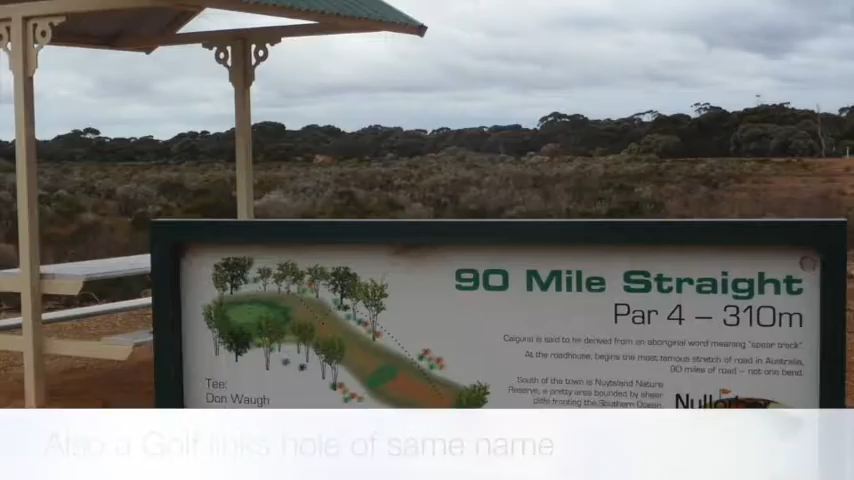 90 Mile Straight
Par 4 – 310m
Caiguna is said to be derived from an aboriginal word meaning "spear track".
At the roadhouse, begins the most famous stretch of road in Australia,
90 miles of road – not one bend.
South of the town is Nuytsland Nature
Reserve, a pretty area bounded by sheer
cliffs fronting the Southern Ocean.
Tee:
Don Waugh
Also a Golf links hole of same name